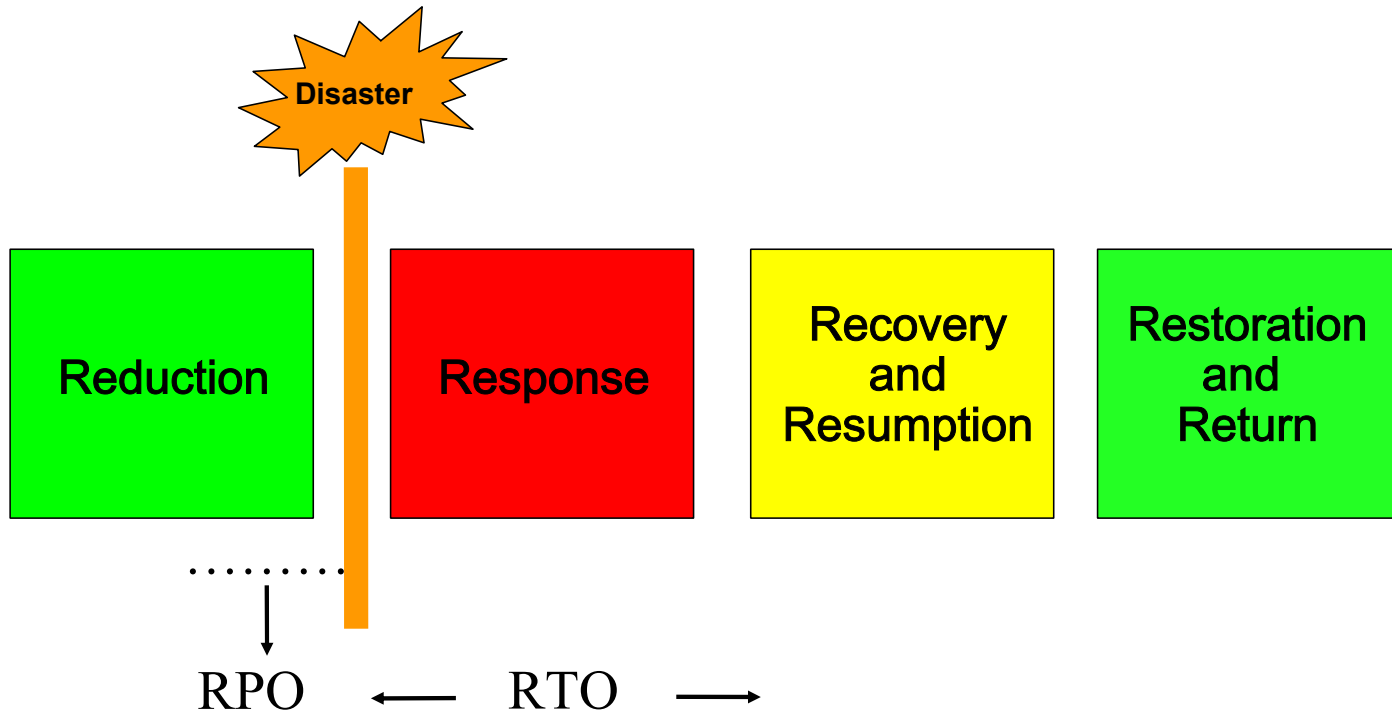 Disaster
Reduction
Response
Recovery
and
Resumption
Restoration
and
Return
RPO
RTO